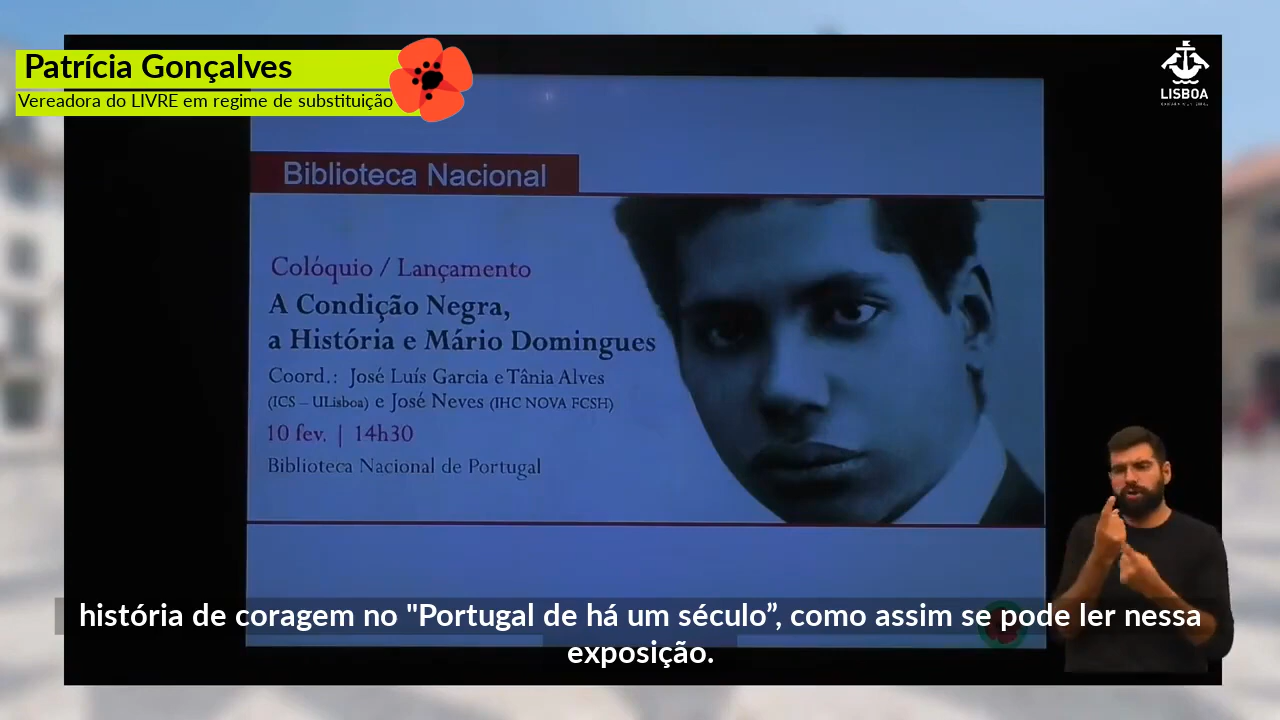 Patrícia Gonçalves
Vereadora do LIVRE em regime de substituição
LISBOA
Biblioteca Nacional
Colóquio / Lançamento
A Condição Negra,
a História e Mário Domingues
Coord.: José Luís Garcia e Tânia Alves
(ICS – ULisboa) e José Neves (IHC NOVA FCSH)
10 fev. | 14h30
Biblioteca Nacional de Portugal
história de coragem no "Portugal de há um século”, como assim se pode ler nessa
exposição.